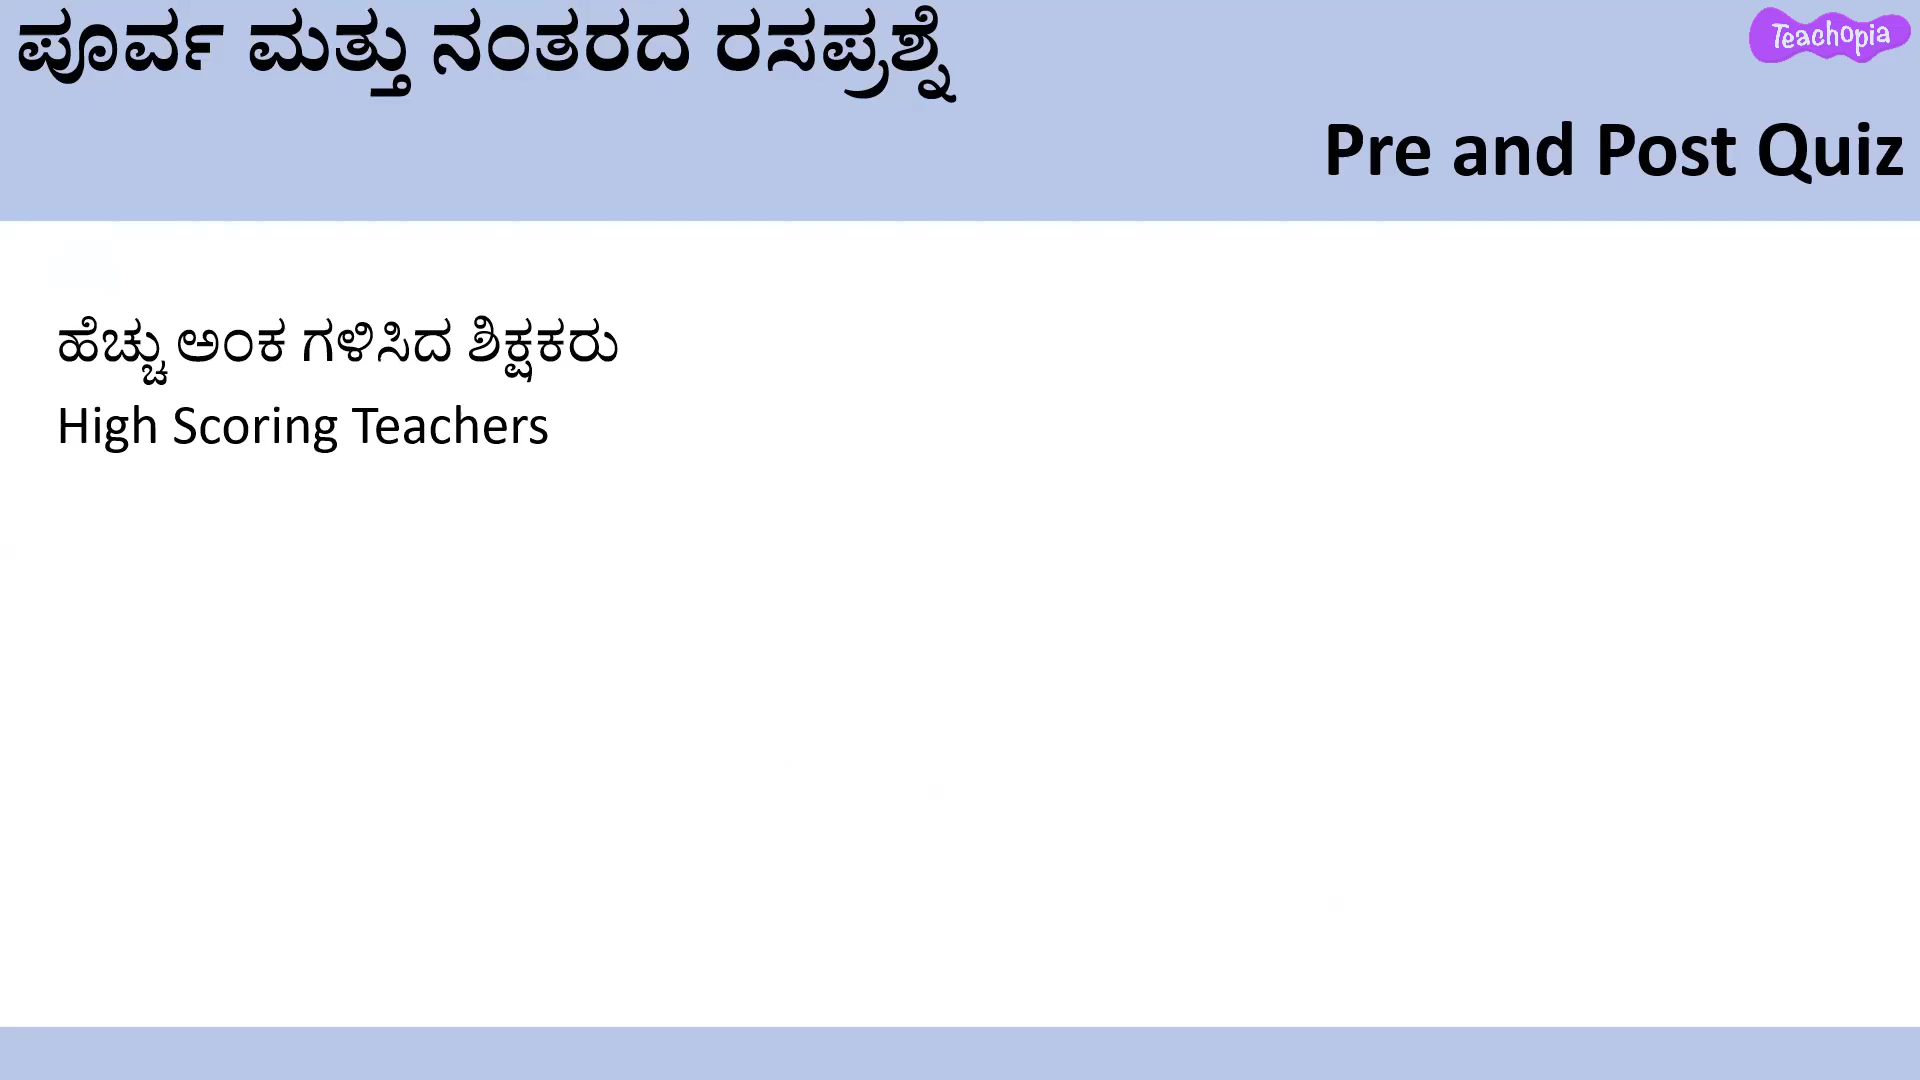 ಪೂರ್ವ ಮತ್ತು ನಂತರದ ರಸಪ್ರಶ್ನೆ
Teachopia
Pre and Post Quiz
ಹೆಚ್ಚು ಅಂಕ ಗಳಿಸಿದ ಶಿಕ್ಷಕರು
High Scoring Teachers